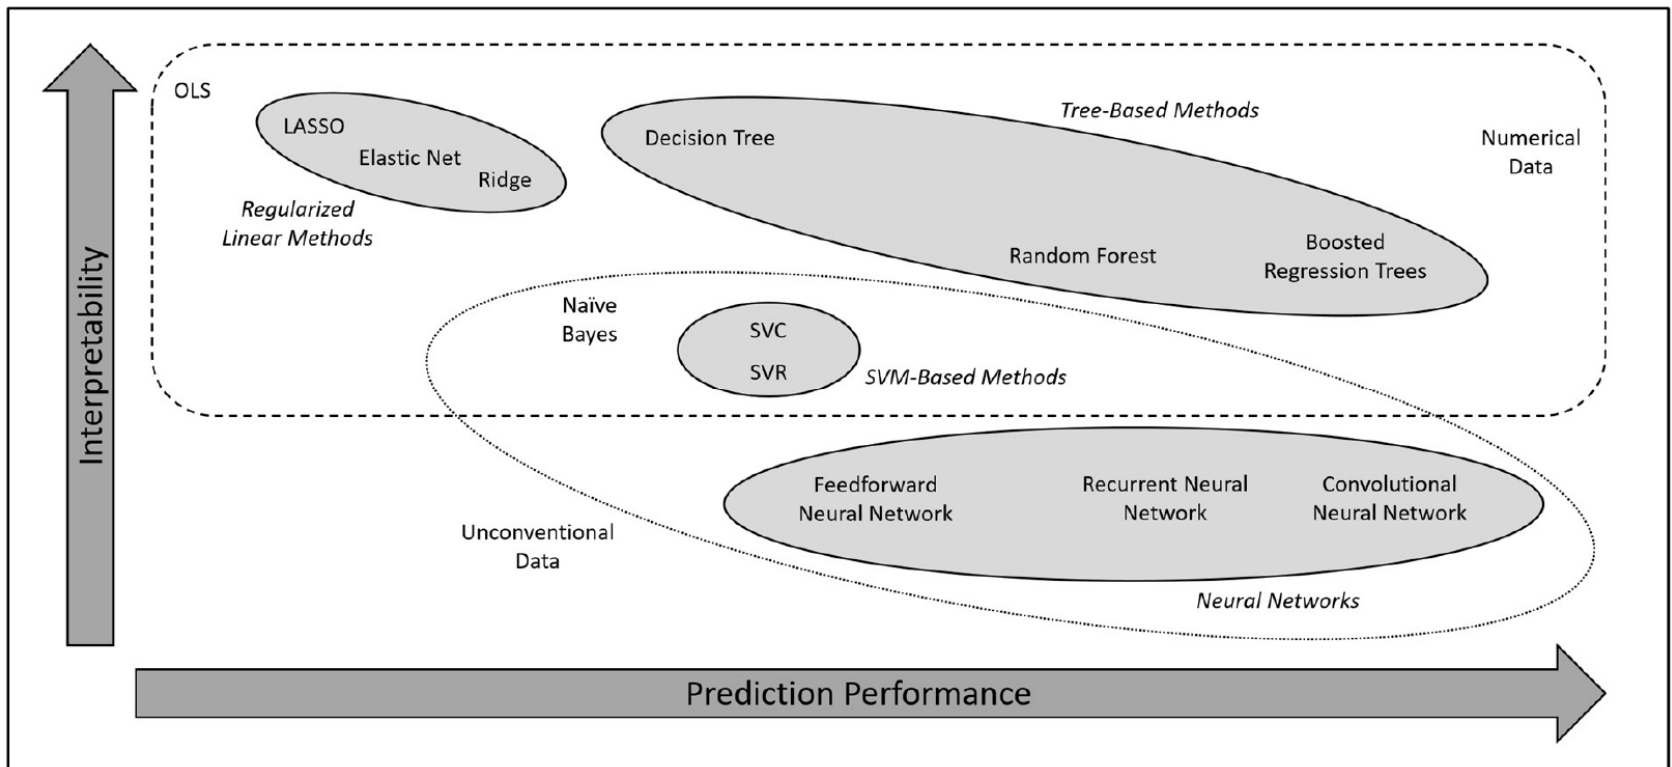 OLS
LASSO
Elastic Net
Ridge
Regularized
Linear Methods
Decision Tree
Tree-Based Methods
Numerical
Data
Random Forest
Boosted
Regression Trees
Interpretability
Naïve
Bayes
SVC
SVR
SVM-Based Methods
Unconventional
Data
Feedforward
Neural Network
Recurrent Neural
Network
Convolutional
Neural Network
Neural Networks
Prediction Performance